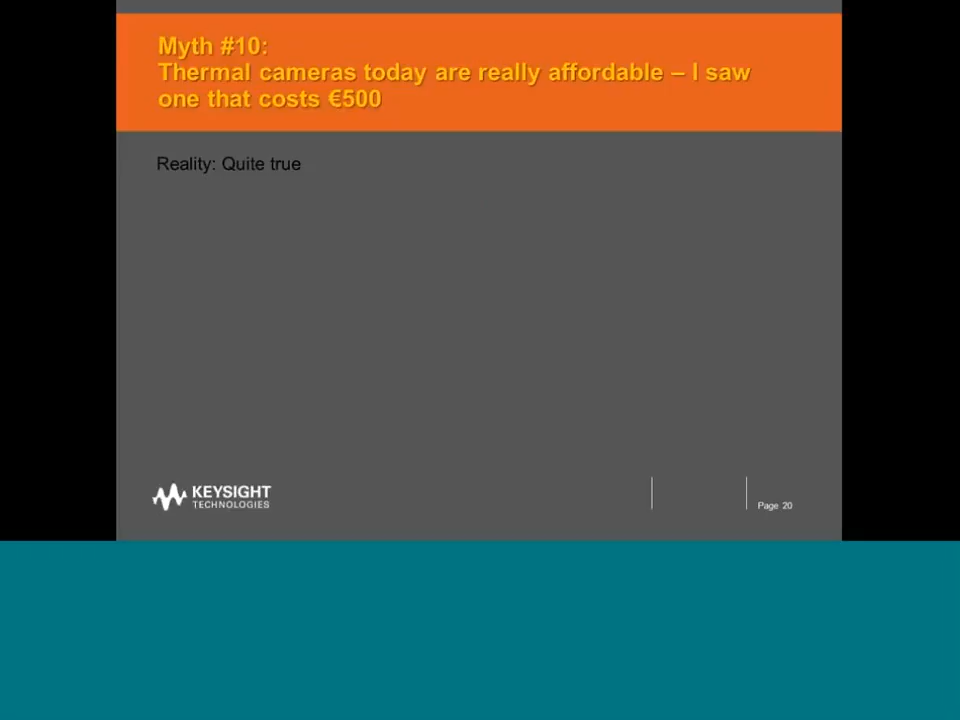 Myth #10:
Thermal cameras today are really affordable – I saw
one that costs €500
Reality: Quite true
KEYSIGHT
TECHNOLOGIES
Page 20